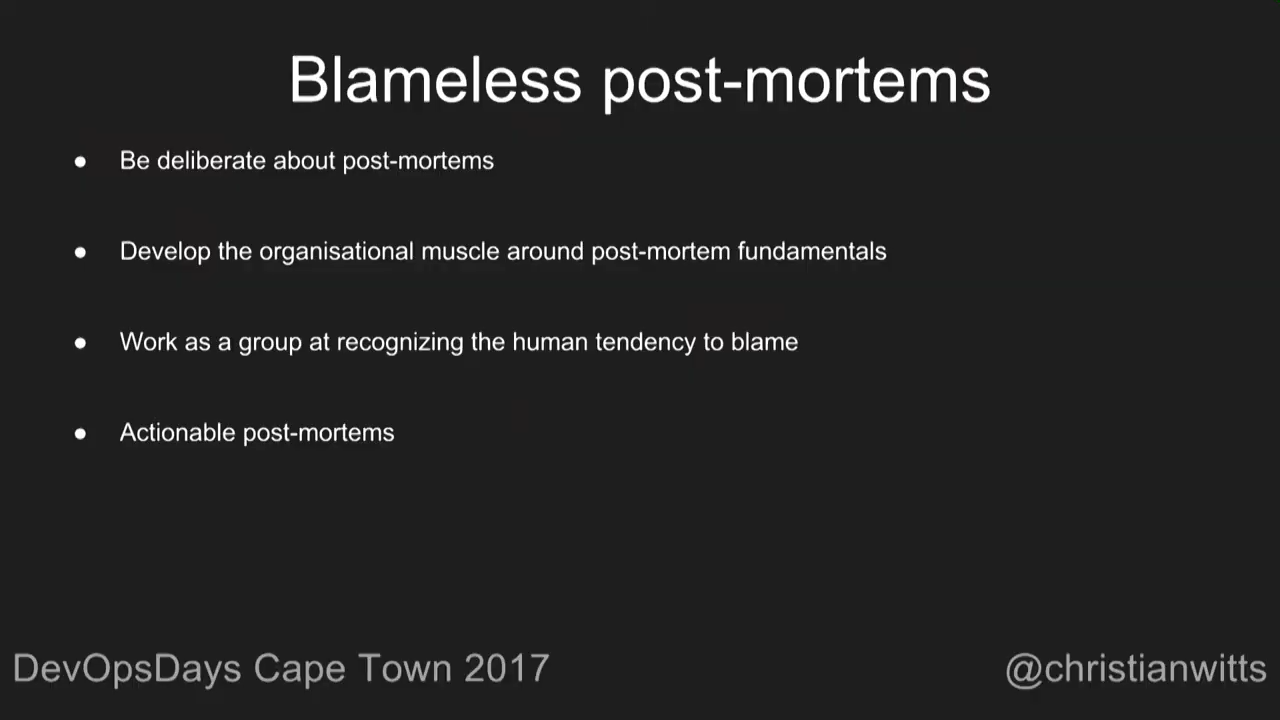 Blameless post-mortems
● Be deliberate about post-mortems
● Develop the organisational muscle around post-mortem fundamentals
● Work as a group at recognizing the human tendency to blame
● Actionable post-mortems
DevOpsDays Cape Town 2017
@christianwitts